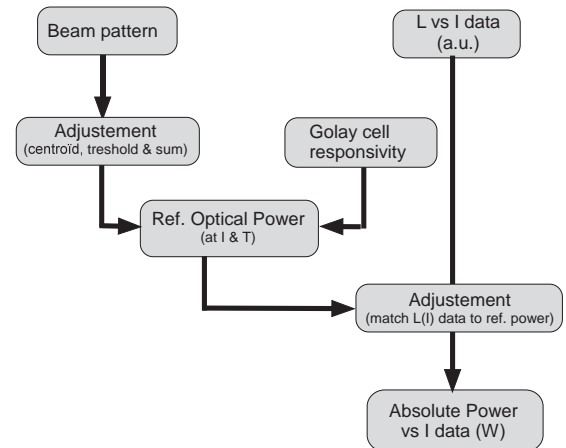 Beam pattern
L vs I data
(a.u.)
Adjustement
(centroïd, treshold & sum)
Golay cell
responsivity
Ref. Optical Power
(at I & T)
Adjustement
(match L(I) data to ref. power)
Absolute Power
vs I data (W)